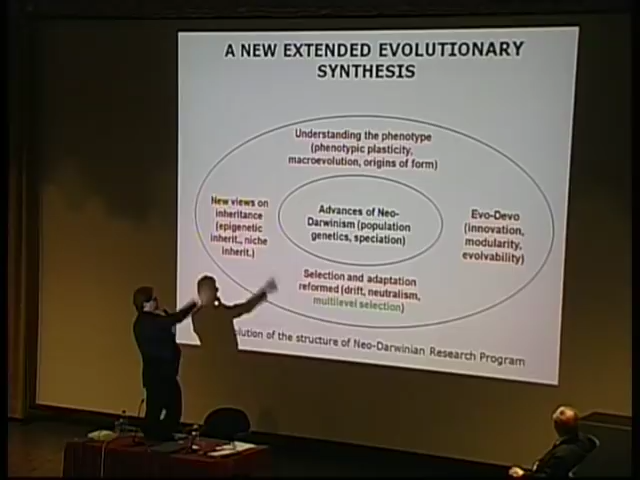 A NEW EXTENDED EVOLUTIONARY
SYNTHESIS
Understanding the phenotype
(phenotypic plasticity,
macroevolution, origins of form)
New views on
inheritance
(epigenetic
inherit., niche
inherit.)
Advances of Neo-
Darwinism (population
genetics, speciation)
Evo-Devo
(innovation,
modularity,
evolvability)
Selection and adaptation
reformed (drift, neutralism,
multilevel selection)
of the structure of Neo-Darwinian Research Program